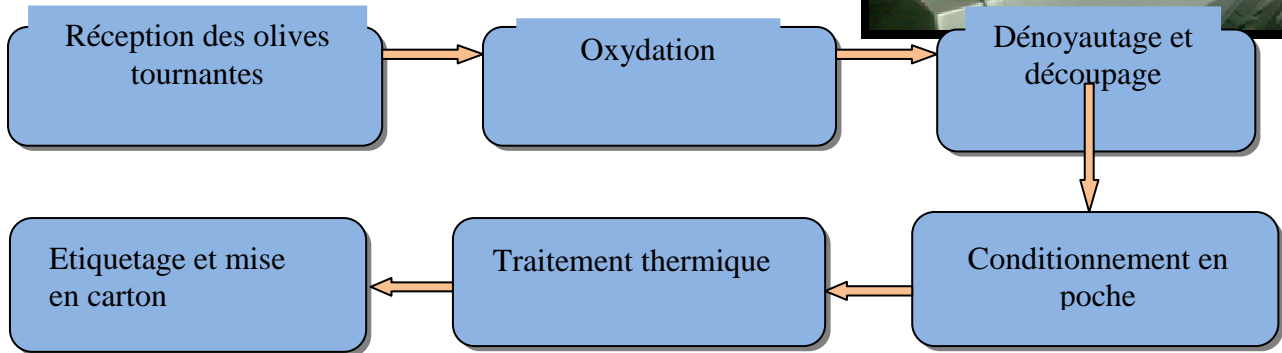 Réception des olives
tournantes
Oxydation
Dénoyautage et
découpage
Conditionnement en
poche
Traitement thermique
Etiquetage et mise
en carton